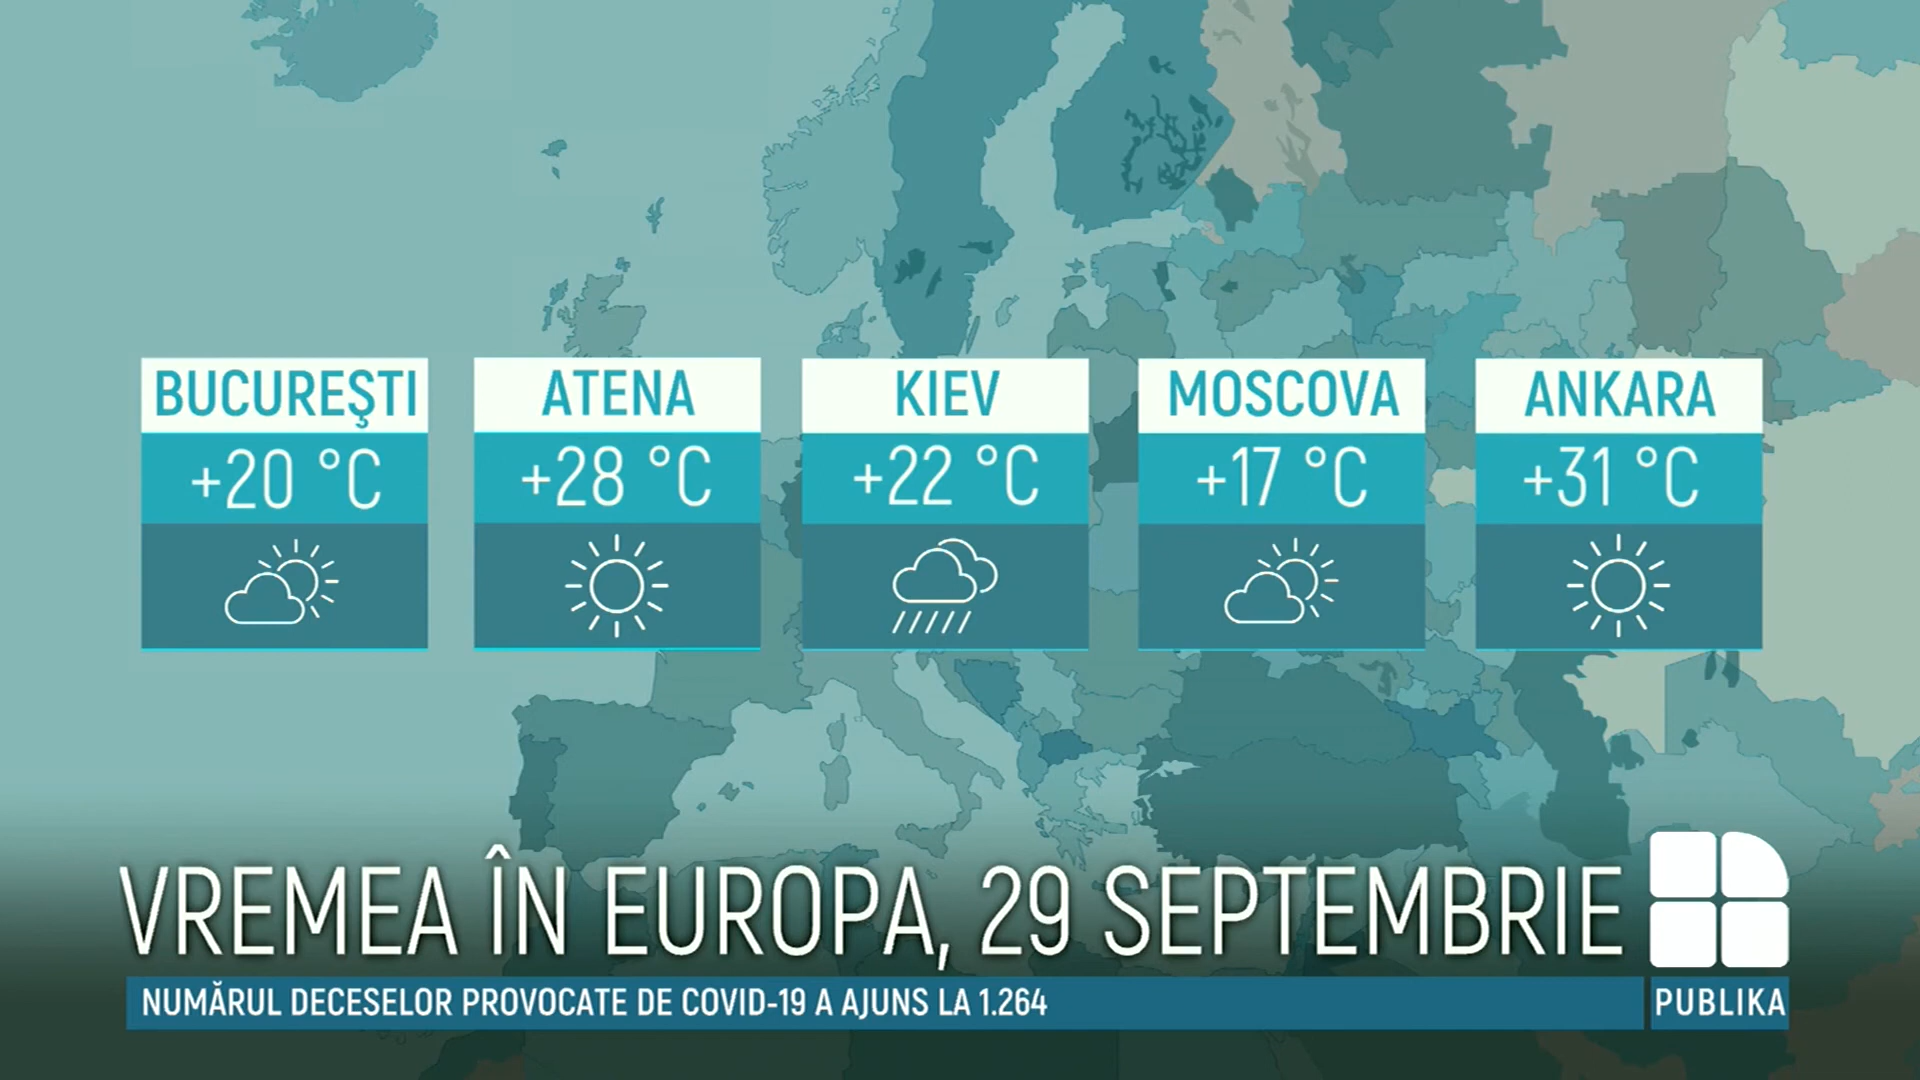 BUCUREŞTI
+20 °C
ATENA
+28 °C
KIEV
+22 °C
MOSCOVA
+17 °C
ANKARA
+31 °C
VREMEA ÎN EUROPA, 29 SEPTEMBRIE
NUMĂRUL DECESELOR PROVOCATE DE COVID-19 A AJUNS LA 1.264
PUBLIKA